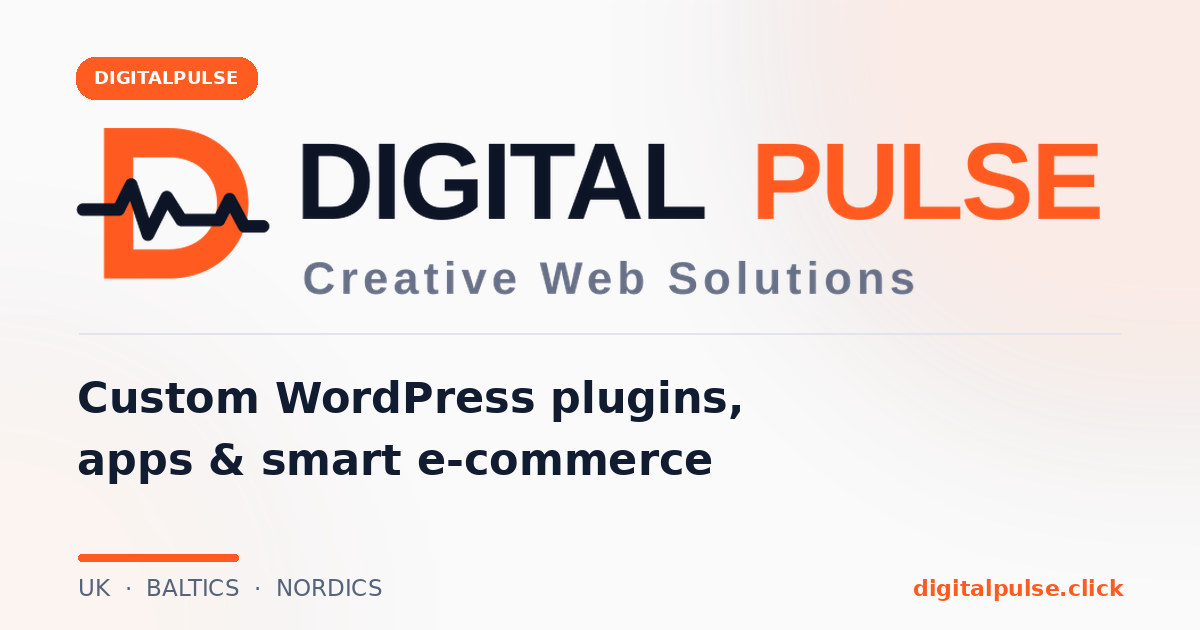 DIGITALPULSE
DIGITAL PULSE
Creative Web Solutions
Custom WordPress plugins,
apps & smart e-commerce
UK · BALTICS · NORDICS
digitalpulse.click